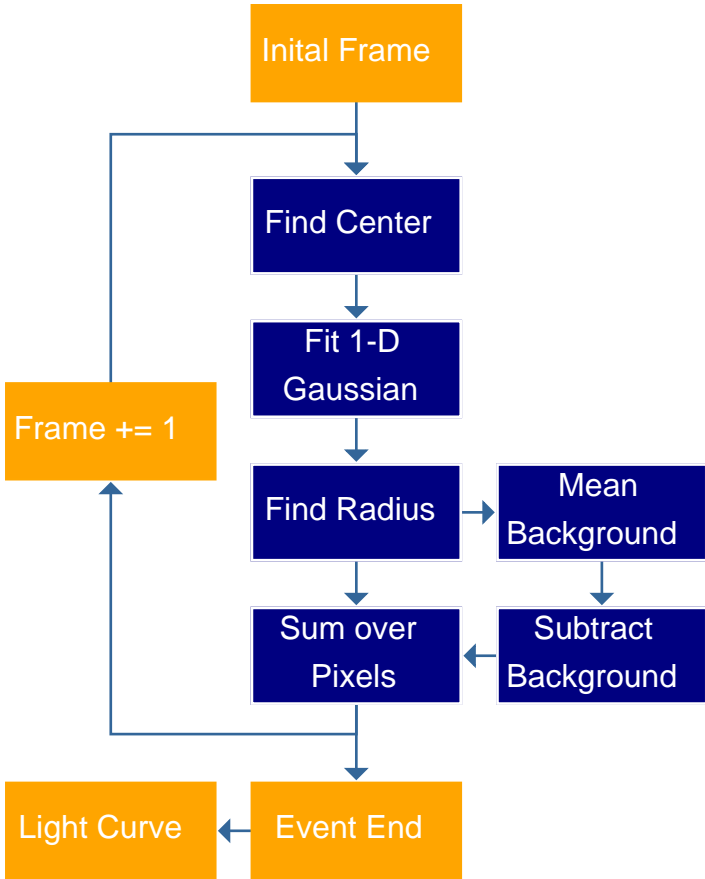 Inital Frame
Find Center
Fit 1-D
Gaussian
Frame += 1
Find Radius
Mean
Background
Sum over
Pixels
Subtract
Background
Light Curve
Event End